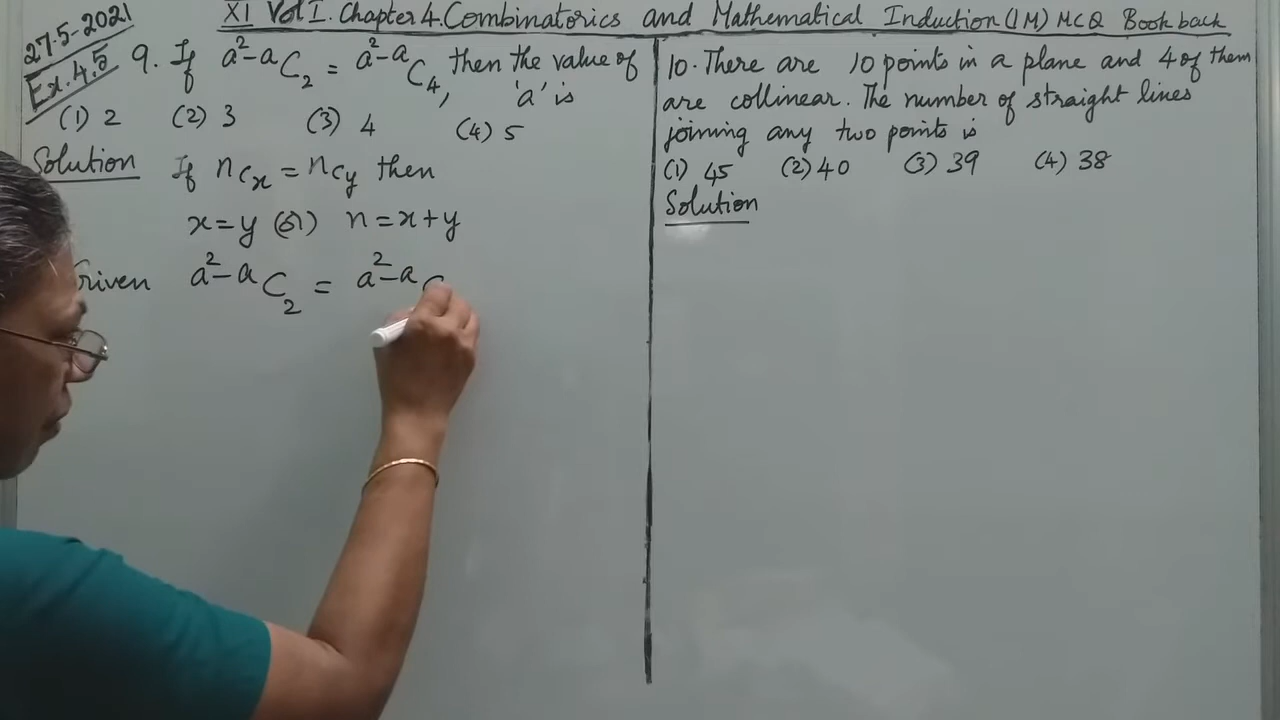 XI Vol I. Chapter 4. Combinatorics and Mathematical Induction (1M) MCQ Book back
27.5-2021
Ex. 4.5
9. If a²-a C₂ = a²-a C₄, then the value of
'a' is
(1) 2 (2) 3 (3) 4 (4) 5
Solution If nCx = nCy then
x = y (or) n = x + y
Given a²-a C₂ = a²-a C
10. There are 10 points in a plane and 4 of them
are collinear. The number of straight lines
joining any two points is
(1) 45 (2) 40 (3) 39 (4) 38
Solution